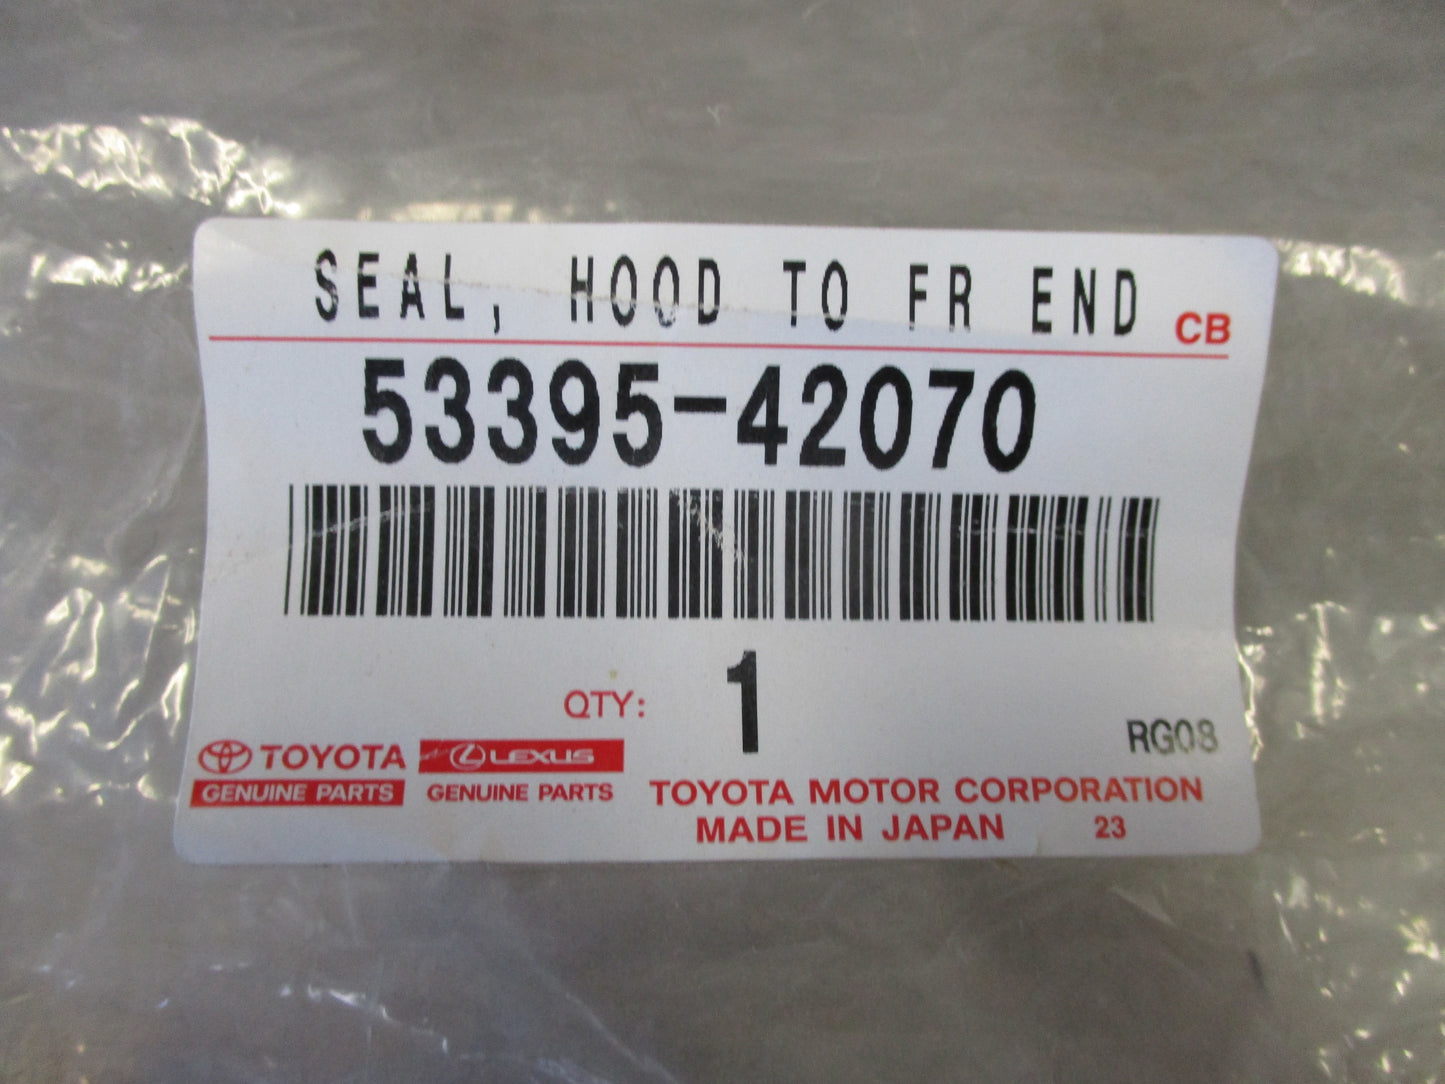 SEAL, HOOD TO FR END CB
53395-42070
QTY: 1
RG08
TOYOTA LEXUS
GENUINE PARTS GENUINE PARTS
TOYOTA MOTOR CORPORATION
MADE IN JAPAN 23